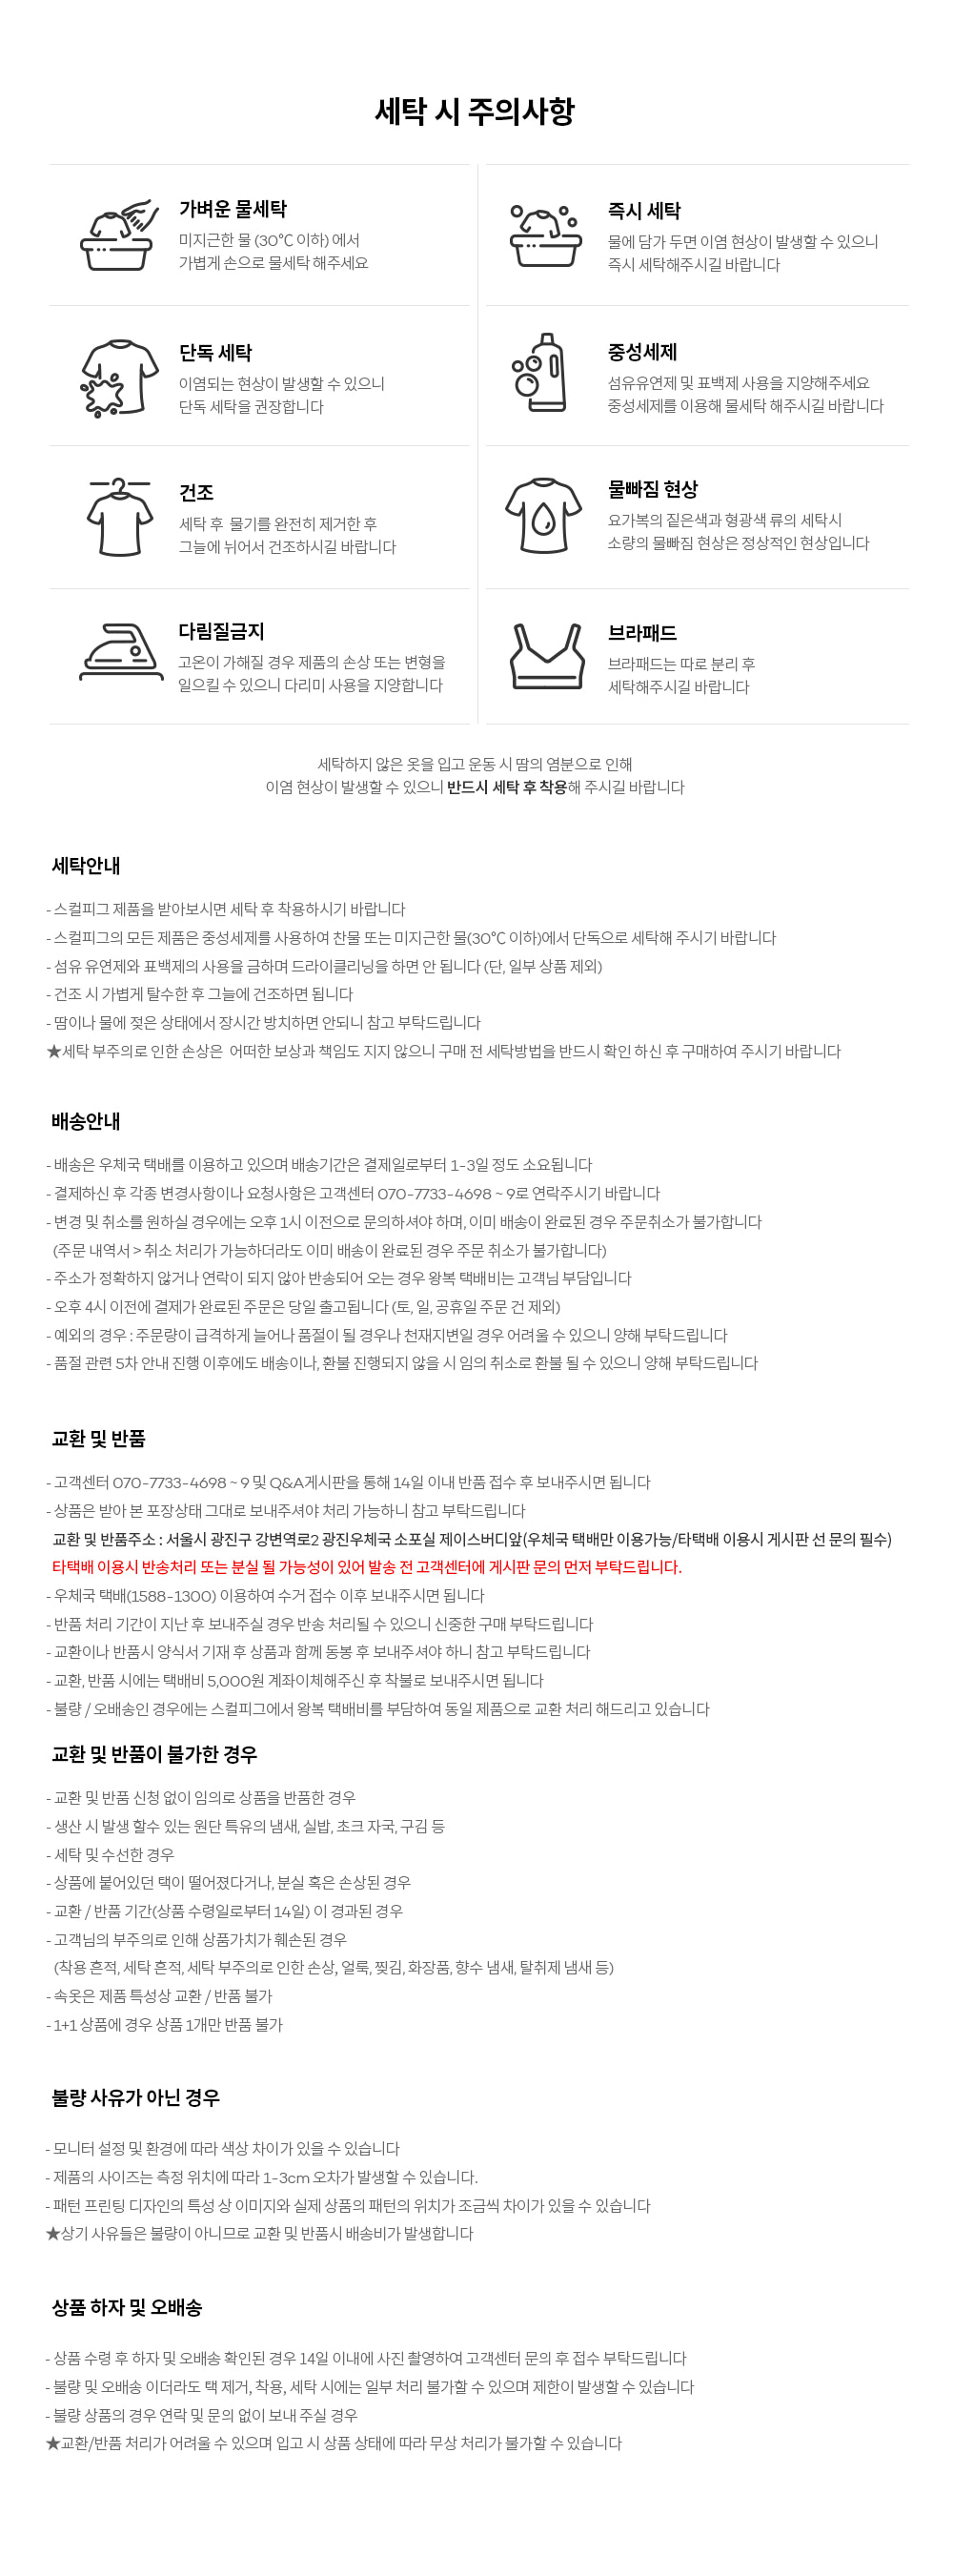 세탁 시 주의사항
가벼운 물세탁
미지근한 물 (30℃ 이하) 에서
가볍게 손으로 물세탁 해주세요
즉시 세탁
물에 담가 두면 이염 현상이 발생할 수 있으니
즉시 세탁해주시길 바랍니다
단독 세탁
이염되는 현상이 발생할 수 있으니
단독 세탁을 권장합니다
중성세제
섬유유연제 및 표백제 사용을 지양해주세요
중성세제를 이용해 물세탁 해주시길 바랍니다
건조
세탁 후 물기를 완전히 제거한 후
그늘에 뉘어서 건조하시길 바랍니다
물빠짐 현상
요가복의 짙은색과 형광색 류의 세탁시
소량의 물빠짐 현상은 정상적인 현상입니다
다림질금지
고온이 가해질 경우 제품의 손상 또는 변형을
일으킬 수 있으니 다리미 사용을 지양합니다
브라패드
브라패드는 따로 분리 후
세탁해주시길 바랍니다
세탁하지 않은 옷을 입고 운동 시 땀의 염분으로 인해
이염 현상이 발생할 수 있으니 반드시 세탁 후 착용해 주시길 바랍니다
세탁안내
- 스컬피그 제품을 받아보시면 세탁 후 착용하시기 바랍니다
- 스컬피그의 모든 제품은 중성세제를 사용하여 찬물 또는 미지근한 물(30℃ 이하)에서 단독으로 세탁해 주시기 바랍니다
- 섬유 유연제와 표백제의 사용을 금하며 드라이클리닝을 하면 안 됩니다 (단, 일부 상품 제외)
- 건조 시 가볍게 탈수한 후 그늘에 건조하면 됩니다
- 땀이나 물에 젖은 상태에서 장시간 방치하면 안되니 참고 부탁드립니다
★세탁 부주의로 인한 손상은 어떠한 보상과 책임도 지지 않으니 구매 전 세탁방법을 반드시 확인 하신 후 구매하여 주시기 바랍니다
배송안내
- 배송은 우체국 택배를 이용하고 있으며 배송기간은 결제일로부터 1-3일 정도 소요됩니다
- 결제하신 후 각종 변경사항이나 요청사항은 고객센터 070-7733-4698 ~ 9로 연락주시기 바랍니다
- 변경 및 취소를 원하실 경우에는 오후 1시 이전으로 문의하셔야 하며, 이미 배송이 완료된 경우 주문취소가 불가합니다
(주문 내역서 > 취소 처리가 가능하더라도 이미 배송이 완료된 경우 주문 취소가 불가합니다)
- 주소가 정확하지 않거나 연락이 되지 않아 반송되어 오는 경우 왕복 택배비는 고객님 부담입니다
- 오후 4시 이전에 결제가 완료된 주문은 당일 출고됩니다 (토, 일, 공휴일 주문 건 제외)
- 예외의 경우 : 주문량이 급격하게 늘어나 품절이 될 경우나 천재지변일 경우 어려울 수 있으니 양해 부탁드립니다
- 품절 관련 5차 안내 진행 이후에도 배송이나, 환불 진행되지 않을 시 임의 취소로 환불 될 수 있으니 양해 부탁드립니다
교환 및 반품
- 고객센터 070-7733-4698 ~ 9 및 Q&A게시판을 통해 14일 이내 반품 접수 후 보내주시면 됩니다
- 상품은 받아 본 포장상태 그대로 보내주셔야 처리 가능하니 참고 부탁드립니다
교환 및 반품주소 : 서울시 광진구 강변역로2 광진우체국 소포실 제이스버디앞(우체국 택배만 이용가능/타택배 이용시 게시판 선 문의 필수)
타택배 이용시 반송처리 또는 분실 될 가능성이 있어 발송 전 고객센터에 게시판 문의 먼저 부탁드립니다.
- 우체국 택배(1588-1300) 이용하여 수거 접수 이후 보내주시면 됩니다
- 반품 처리 기간이 지난 후 보내주실 경우 반송 처리될 수 있으니 신중한 구매 부탁드립니다
- 교환이나 반품시 양식서 기재 후 상품과 함께 동봉 후 보내주셔야 하니 참고 부탁드립니다
- 교환, 반품 시에는 택배비 5,000원 계좌이체해주신 후 착불로 보내주시면 됩니다
- 불량 / 오배송인 경우에는 스컬피그에서 왕복 택배비를 부담하여 동일 제품으로 교환 처리 해드리고 있습니다
교환 및 반품이 불가한 경우
- 교환 및 반품 신청 없이 임의로 상품을 반품한 경우
- 생산 시 발생 할수 있는 원단 특유의 냄새, 실밥, 초크 자국, 구김 등
- 세탁 및 수선한 경우
- 상품에 붙어있던 택이 떨어졌다거나, 분실 혹은 손상된 경우
- 교환 / 반품 기간(상품 수령일로부터 14일) 이 경과된 경우
- 고객님의 부주의로 인해 상품가치가 훼손된 경우
(착용 흔적, 세탁 흔적, 세탁 부주의로 인한 손상, 얼룩, 찢김, 화장품, 향수 냄새, 탈취제 냄새 등)
- 속옷은 제품 특성상 교환 / 반품 불가
- 1+1 상품에 경우 상품 1개만 반품 불가
불량 사유가 아닌 경우
- 모니터 설정 및 환경에 따라 색상 차이가 있을 수 있습니다
- 제품의 사이즈는 측정 위치에 따라 1-3cm 오차가 발생할 수 있습니다.
- 패턴 프린팅 디자인의 특성 상 이미지와 실제 상품의 패턴의 위치가 조금씩 차이가 있을 수 있습니다
★상기 사유들은 불량이 아니므로 교환 및 반품시 배송비가 발생합니다
상품 하자 및 오배송
- 상품 수령 후 하자 및 오배송 확인된 경우 14일 이내에 사진 촬영하여 고객센터 문의 후 접수 부탁드립니다
- 불량 및 오배송 이더라도 택 제거, 착용, 세탁 시에는 일부 처리 불가할 수 있으며 제한이 발생할 수 있습니다
- 불량 상품의 경우 연락 및 문의 없이 보내 주실 경우
★교환/반품 처리가 어려울 수 있으며 입고 시 상품 상태에 따라 무상 처리가 불가할 수 있습니다